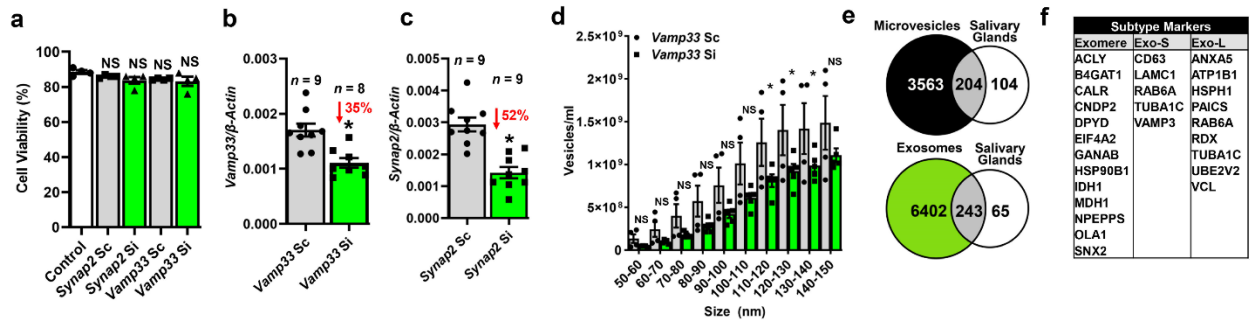 a
Cell Viability (%)
100
80
60
40
20
0
NS
NS
NS
NS
Control
Synap2 Sc
Synap2 Si
Vamp33 Sc
Vamp33 Si
b
Vamp33/β-Actin
0.003
0.002
0.001
0.000
n = 9
n = 8
35%
*
Vamp33 Sc
Vamp33 Si
c
Synap2/β-Actin
0.005
0.004
0.003
0.002
0.001
0.000
n = 9
n = 9
52%
*
Synap2 Sc
Synap2 Si
d
Vamp33 Sc
Vamp33 Si
Vesicles/ml
2.5×10⁹
2.0×10⁹
1.5×10⁹
1.0×10⁹
5×10⁸
0
NS
NS
NS
NS
NS
NS
*
*
*
NS
50-60
60-70
70-80
80-90
90-100
100-110
110-120
120-130
130-140
140-150
Size (nm)
e
Microvesicles
Salivary
Glands
3563
204
104
Exosomes
Salivary
Glands
6402
243
65
f
Subtype Markers
Exomere Exo-S Exo-L
ACLY CD63 ANXA5
B4GAT1 LAMC1 ATP1B1
CALR RAB6A HSPH1
CNDP2 TUBA1C PAICS
DPYD VAMP3 RAB6A
EIF4A2 RDX
GANAB TUBA1C
HSP90B1 UBE2V2
IDH1 VCL
MDH1
NPEPPS
OLA1
SNX2